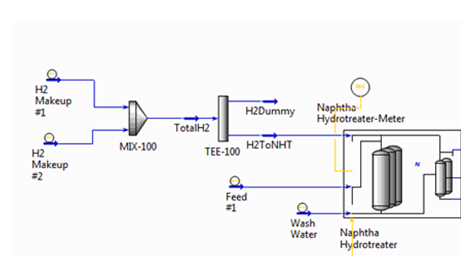 H2
Makeup
#1
H2
Makeup
#2
MIX-100
TotalH2
TEE-100
H2Dummy
H2ToNHT
Naphtha
Hydrotreater-Meter
Feed
#1
Wash
Water
Naphtha
Hydrotreater
N